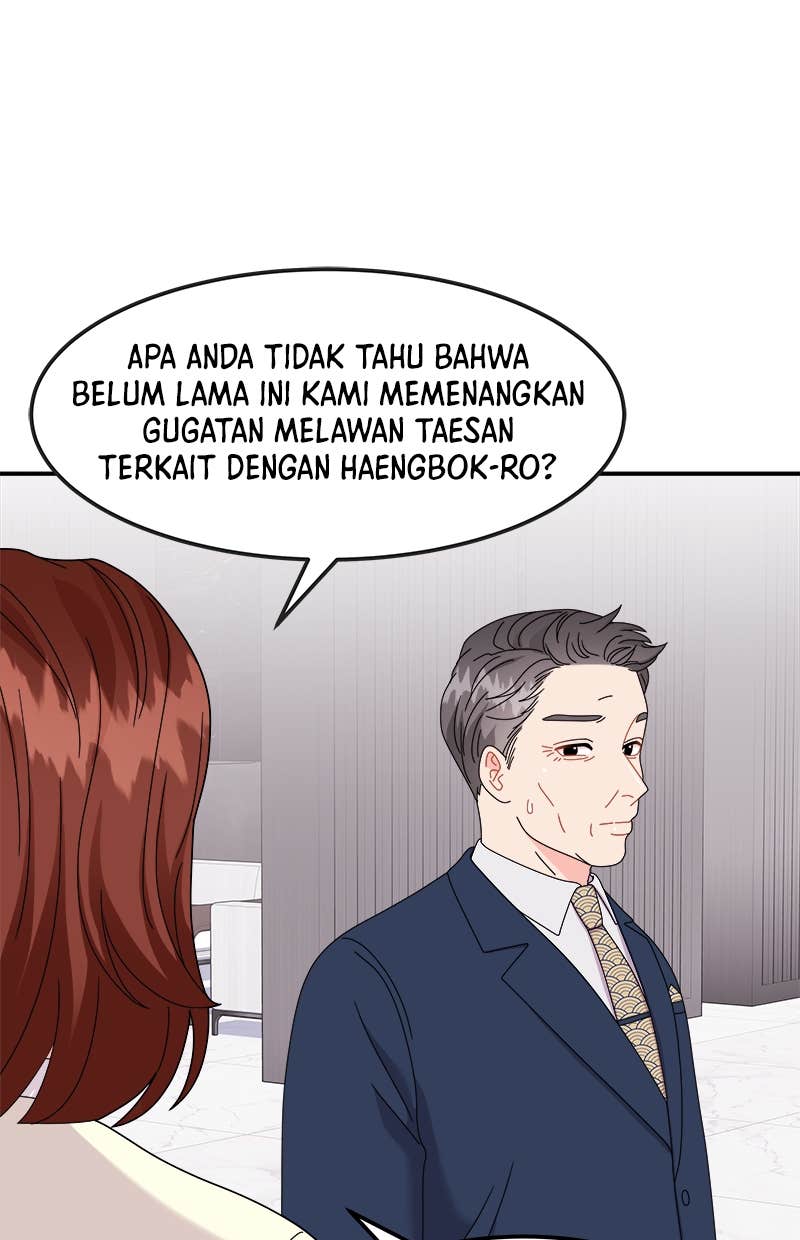 APA ANDA TIDAK TAHU BAHWA
BELUM LAMA INI KAMI MEMENANGKAN
GUGATAN MELAWAN TAESAN
TERKAIT DENGAN HAENGBOK-RO?